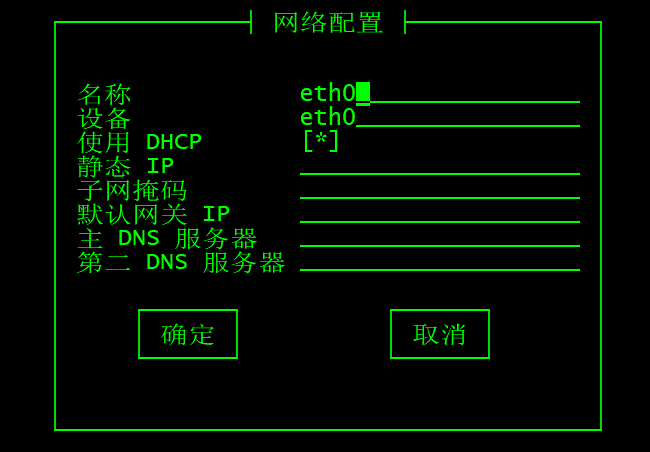 网络配置
名称 eth0
设备 eth0
使用 DHCP [*]
静态 IP
子网掩码
默认网关 IP
主 DNS 服务器
第二 DNS 服务器
确定 取消